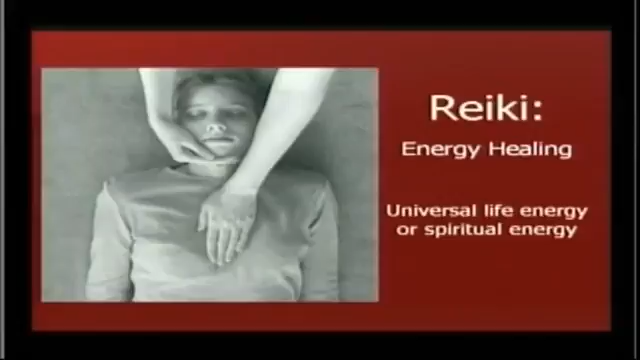 Reiki:
Energy Healing
Universal life energy
or spiritual energy